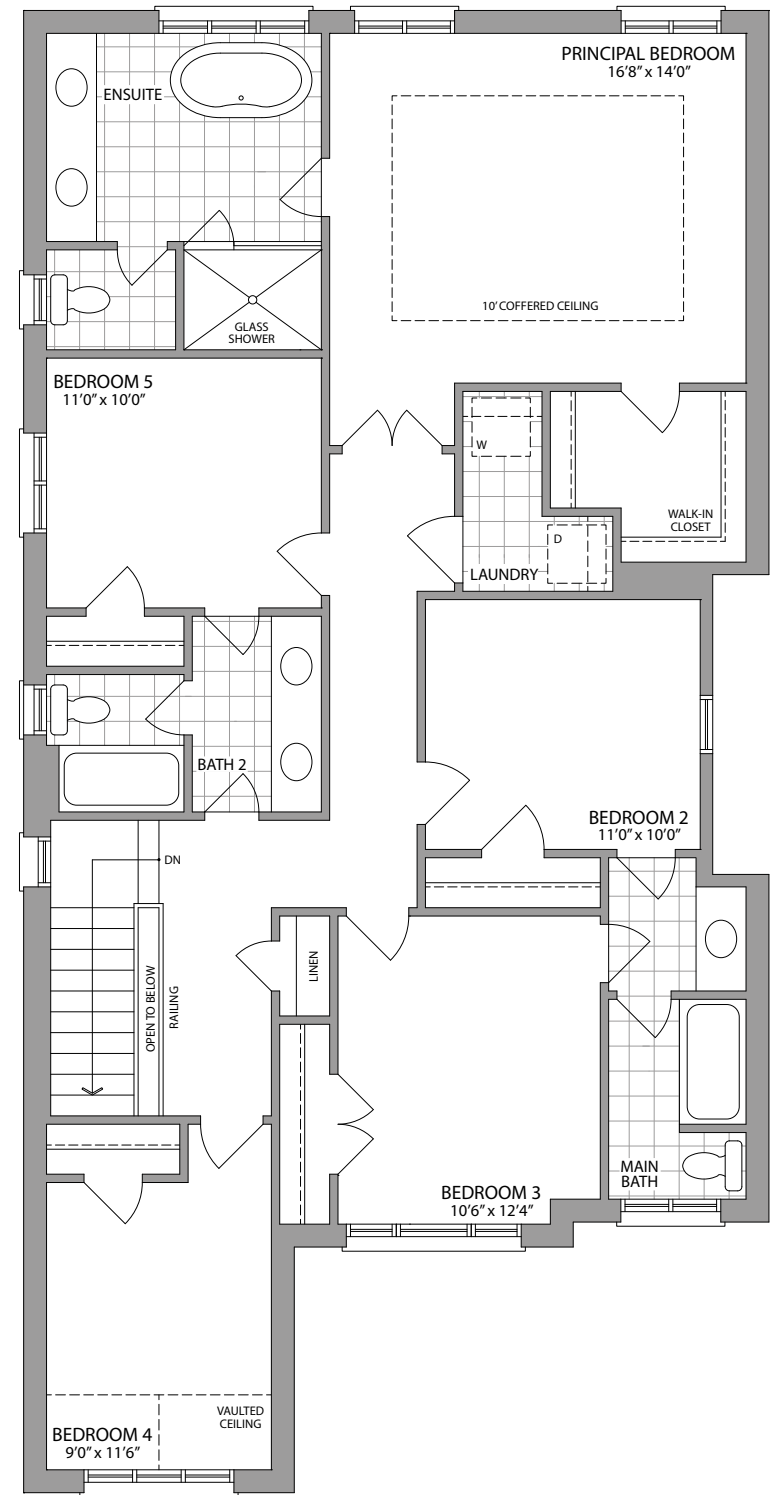 PRINCIPAL BEDROOM
16'8" x 14'0"
ENSUITE
10' COFFERED CEILING
GLASS
SHOWER
BEDROOM 5
11'0" x 10'0"
W
WALK-IN
CLOSET
D
LAUNDRY
BATH 2
BEDROOM 2
11'0" x 10'0"
DN
LINEN
OPEN TO BELOW
RAILING
MAIN
BATH
BEDROOM 3
10'6" x 12'4"
VAULTED
CEILING
BEDROOM 4
9'0" x 11'6"